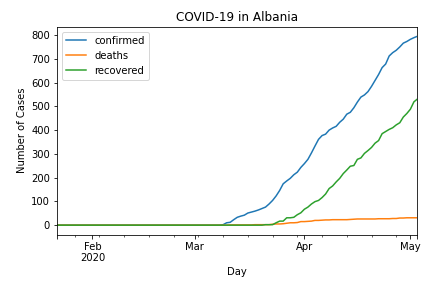 COVID-19 in Albania
confirmed
deaths
recovered
Number of Cases
800
700
600
500
400
300
200
100
0
Feb
2020
Mar
Apr
May
Day